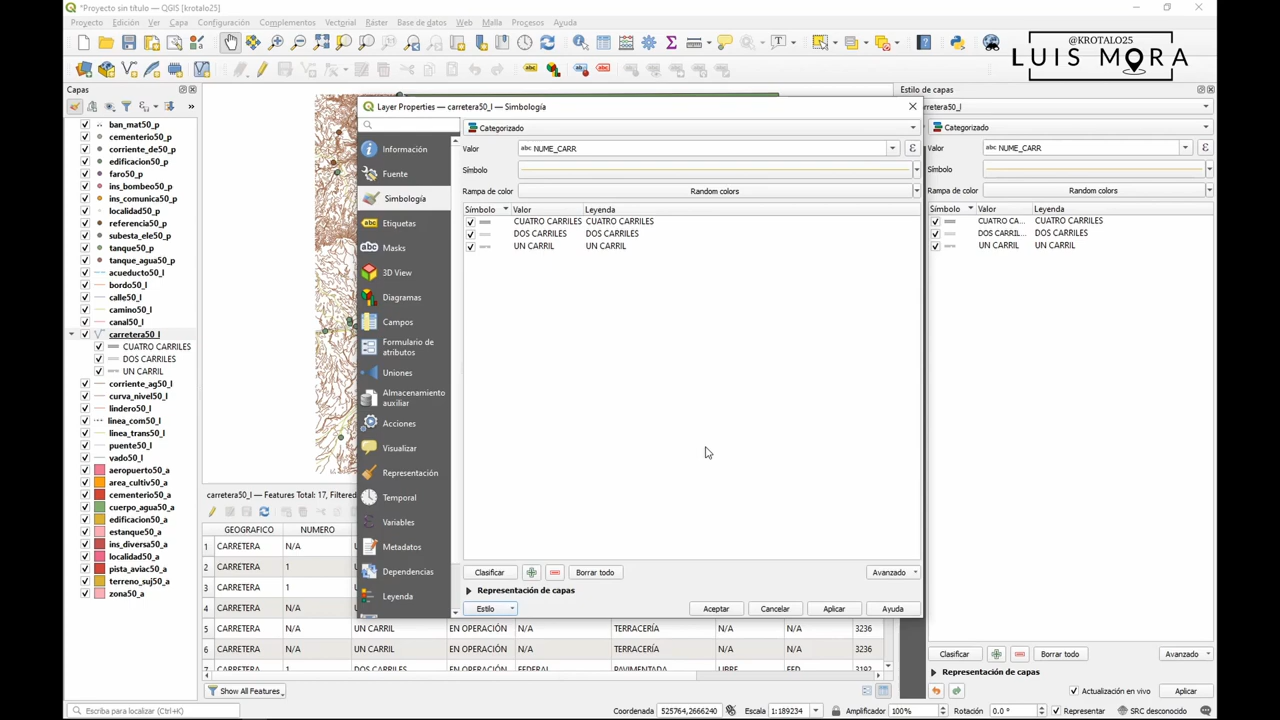 *Proyecto sin título — QGIS [krotalo25]
Proyecto Edición Ver Capa Configuración Complementos Vectorial Ráster Base de datos Web Malla Procesos Ayuda
@KROTALO25
LUIS MORA
Capas
ban_mat50_p
cementerio50_p
corriente_de50_p
edificacion50_p
faro50_p
ins_bombeo50_p
ins_comunica50_p
localidad50_p
referencia50_p
subesta_ele50_p
tanque50_p
tanque_agua50_p
acueducto50_l
bordo50_l
calle50_l
camino50_l
canal50_l
carretera50_l
CUATRO CARRILES
DOS CARRILES
UN CARRIL
corriente_ag50_l
curva_nivel50_l
lindero50_l
linea_com50_l
linea_trans50_l
puente50_l
vado50_l
aeropuerto50_a
area_cultiv50_a
cementerio50_a
cuerpo_agua50_a
edificacion50_a
estanque50_a
ins_diversa50_a
localidad50_a
pista_aviac50_a
terreno_suj50_a
zona50_a
Layer Properties — carretera50_l — Simbología
Información
Fuente
Simbología
Etiquetas
Masks
3D View
Diagramas
Campos
Formulario de
atributos
Uniones
Almacenamiento
auxiliar
Acciones
Visualizar
Representación
Temporal
Variables
Metadatos
Dependencias
Leyenda
Categorizado
Valor abc NUME_CARR
Símbolo
Rampa de color Random colors
Símbolo Valor Leyenda
CUATRO CARRILES CUATRO CARRILES
DOS CARRILES DOS CARRILES
UN CARRIL UN CARRIL
Clasificar Borrar todo Avanzado
Representación de capas
Estilo Aceptar Cancelar Aplicar Ayuda
Estilo de capas
rretera50_l
Categorizado
Valor abc NUME_CARR
Símbolo
Rampa de color Random colors
Símbolo Valor Leyenda
CUATRO CA... CUATRO CARRILES
DOS CARRIL... DOS CARRILES
UN CARRIL UN CARRIL
Clasificar Borrar todo Avanzado
Representación de capas
Actualización en vivo Aplicar
carretera50_l — Features Total: 17, Filtered
GEOGRAFICO NUMERO
1 CARRETERA N/A
2 CARRETERA 1
3 CARRETERA 1
4 CARRETERA N/A
5 CARRETERA N/A UN CARRIL EN OPERACIÓN N/A TERRACERÍA N/A N/A 3236
6 CARRETERA N/A UN CARRIL EN OPERACIÓN N/A TERRACERÍA N/A N/A 3236
7 CARRETERA 1 DOS CARRILES EN OPERACIÓN FEDERAL PAVIMENTADA LIBRE FED 3192
Show All Features
Escriba para localizar (Ctrl+K) Coordenada 525764,2666240 Escala 1:189234 Amplificador 100% Rotación 0.0 ° Representar SRC desconocido